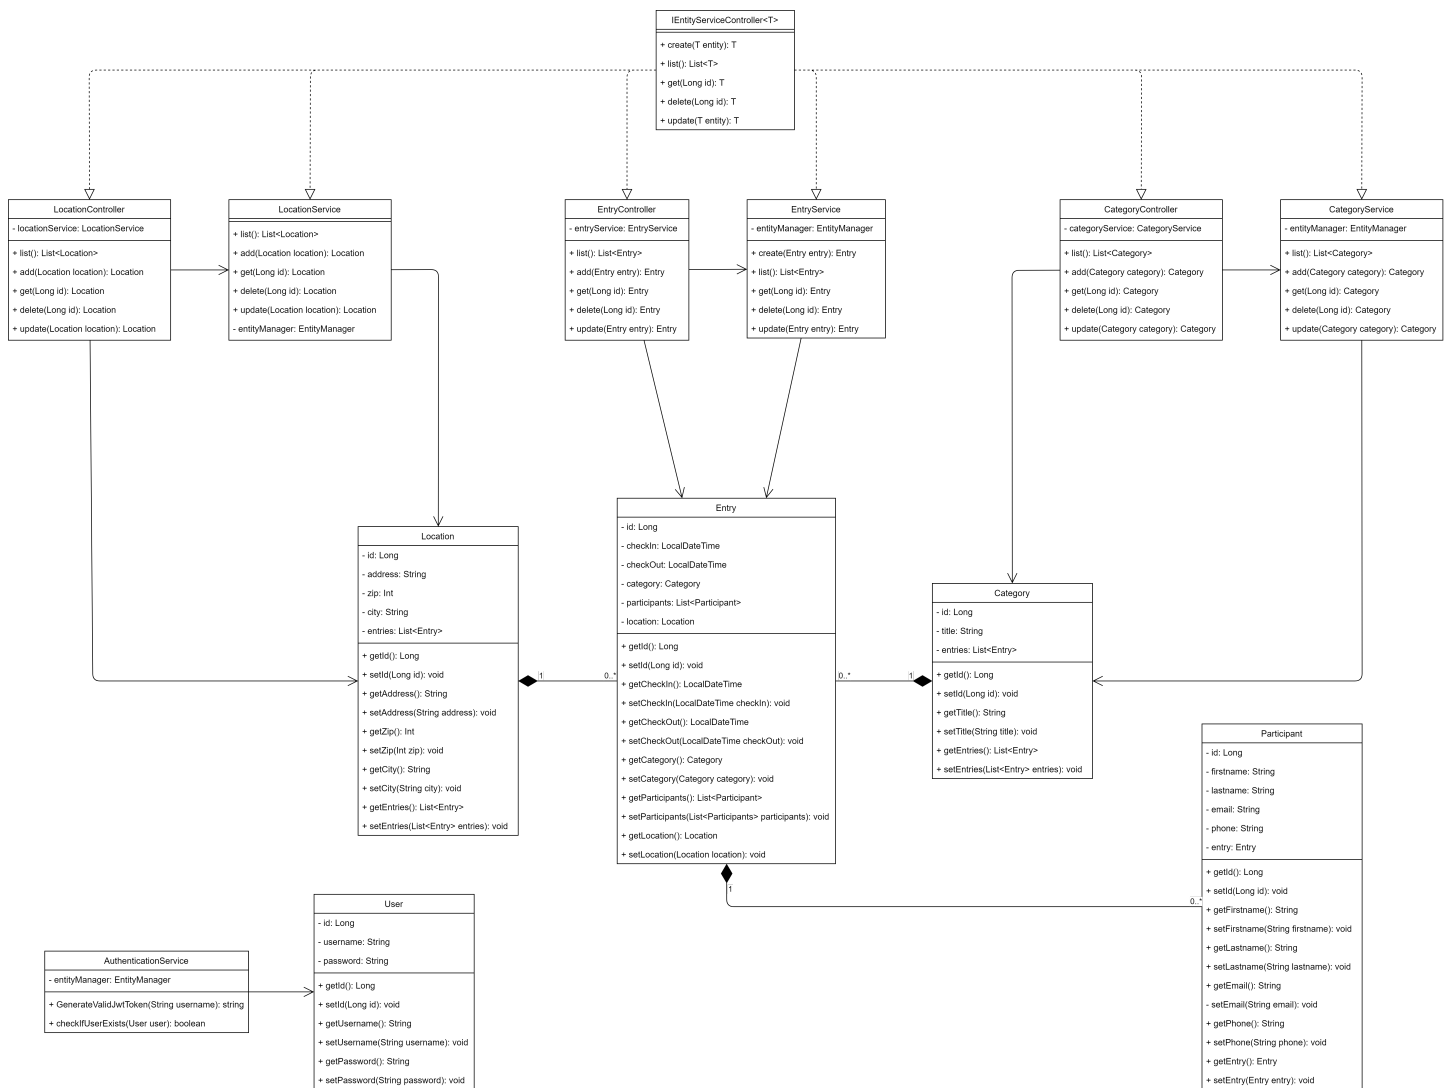 IEntityServiceController<T>
+ create(T entity): T
+ list(): List<T>
+ get(Long id): T
+ delete(Long id): T
+ update(T entity): T
LocationController
- locationService: LocationService
+ list(): List<Location>
+ add(Location location): Location
+ get(Long id): Location
+ delete(Long id): Location
+ update(Location location): Location
LocationService
+ list(): List<Location>
+ add(Location location): Location
+ get(Long id): Location
+ delete(Long id): Location
+ update(Location location): Location
- entityManager: EntityManager
EntryController
- entryService: EntryService
+ list(): List<Entry>
+ add(Entry entry): Entry
+ get(Long id): Entry
+ delete(Long id): Entry
+ update(Entry entry): Entry
EntryService
- entityManager: EntityManager
+ create(Entry entry): Entry
+ list(): List<Entry>
+ get(Long id): Entry
+ delete(Long id): Entry
+ update(Entry entry): Entry
CategoryController
- categoryService: CategoryService
+ list(): List<Category>
+ add(Category category): Category
+ get(Long id): Category
+ delete(Long id): Category
+ update(Category category): Category
CategoryService
- entityManager: EntityManager
+ list(): List<Category>
+ add(Category category): Category
+ get(Long id): Category
+ delete(Long id): Category
+ update(Category category): Category
Location
- id: Long
- address: String
- zip: Int
- city: String
- entries: List<Entry>
+ getId(): Long
+ setId(Long id): void
+ getAddress(): String
+ setAddress(String address): void
+ getZip(): Int
+ setZip(Int zip): void
+ getCity(): String
+ setCity(String city): void
+ getEntries(): List<Entry>
+ setEntries(List<Entry> entries): void
1
0..*
Entry
- id: Long
- checkIn: LocalDateTime
- checkOut: LocalDateTime
- category: Category
- participants: List<Participant>
- location: Location
+ getId(): Long
+ setId(Long id): void
+ getCheckIn(): LocalDateTime
+ setCheckIn(LocalDateTime checkIn): void
+ getCheckOut(): LocalDateTime
+ setCheckOut(LocalDateTime checkOut): void
+ getCategory(): Category
+ setCategory(Category category): void
+ getParticipants(): List<Participant>
+ setParticipants(List<Participants> participants): void
+ getLocation(): Location
+ setLocation(Location location): void
0..*
1
Category
- id: Long
- title: String
- entries: List<Entry>
+ getId(): Long
+ setId(Long id): void
+ getTitle(): String
+ setTitle(String title): void
+ getEntries(): List<Entry>
+ setEntries(List<Entry> entries): void
1
0..*
Participant
- id: Long
- firstname: String
- lastname: String
- email: String
- phone: String
- entry: Entry
+ getId(): Long
+ setId(Long id): void
+ getFirstname(): String
+ setFirstname(String firstname): void
+ getLastname(): String
+ setLastname(String lastname): void
+ getEmail(): String
- setEmail(String email): void
+ getPhone(): String
+ setPhone(String phone): void
+ getEntry(): Entry
+ setEntry(Entry entry): void
AuthenticationService
- entityManager: EntityManager
+ GenerateValidJwtToken(String username): string
+ checkIfUserExists(User user): boolean
User
- id: Long
- username: String
- password: String
+ getId(): Long
+ setId(Long id): void
+ getUsername(): String
+ setUsername(String username): void
+ getPassword(): String
+ setPassword(String password): void